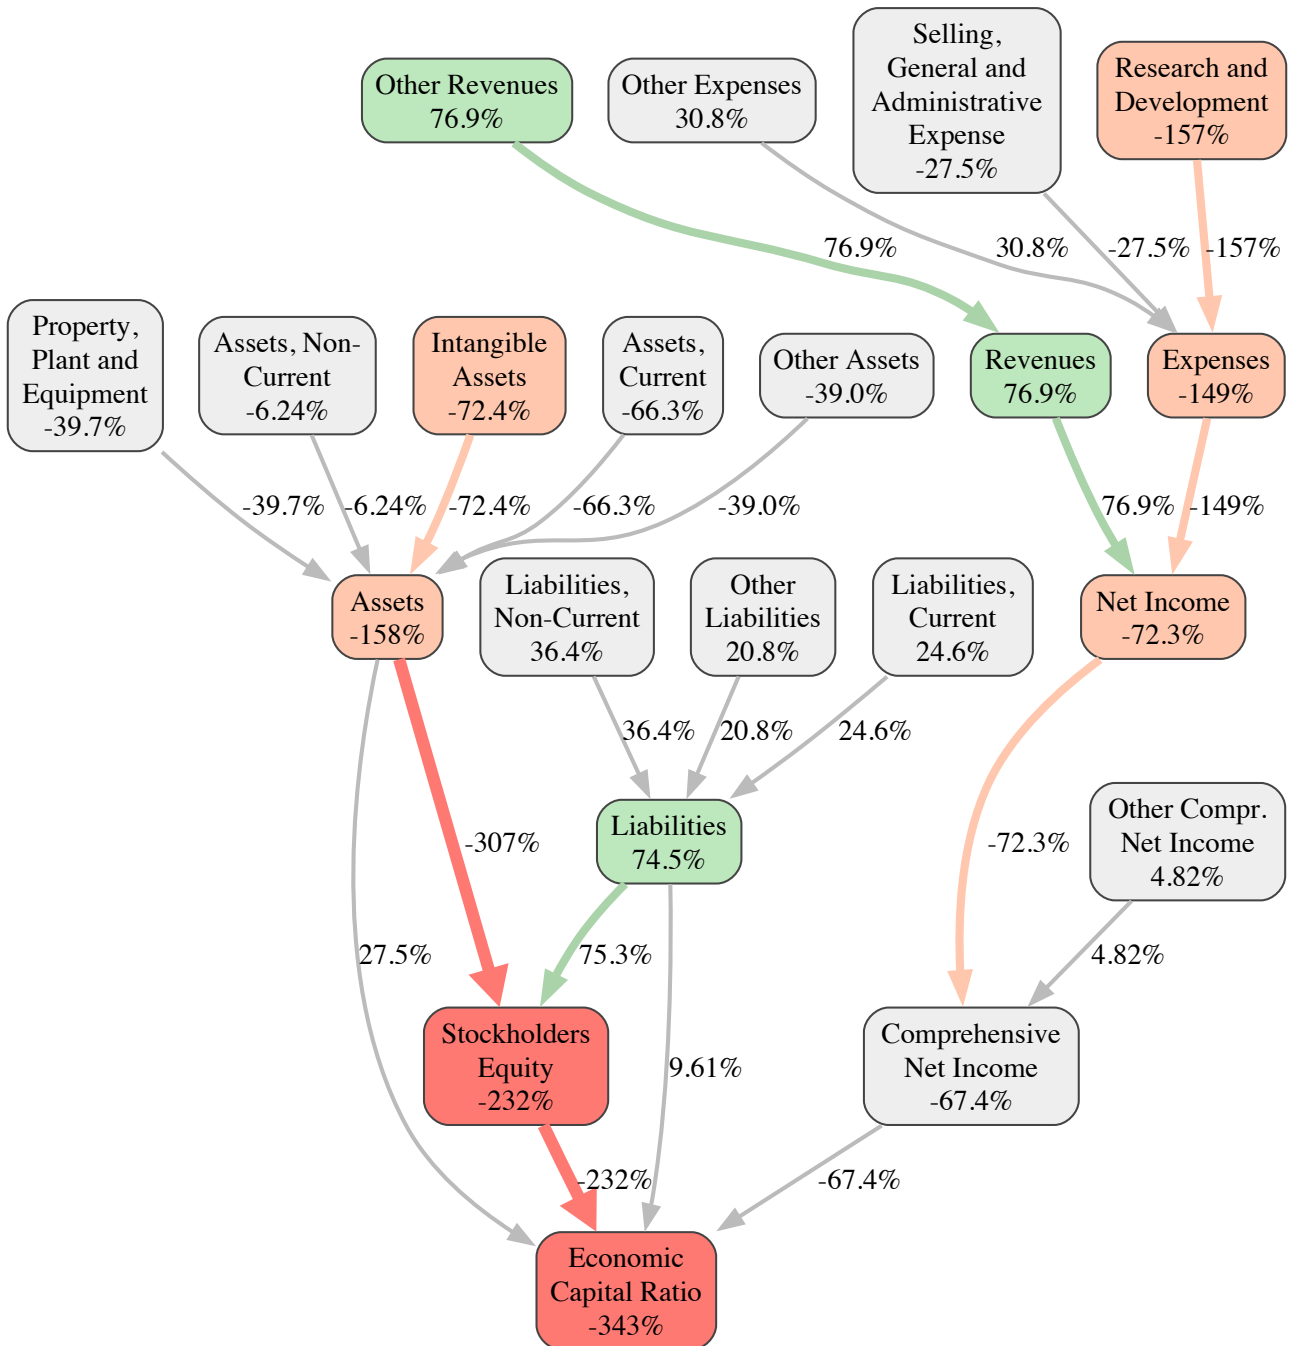 Other Revenues
76.9%
Other Expenses
30.8%
Selling,
General and
Administrative
Expense
-27.5%
Research and
Development
-157%
76.9%
30.8%
-27.5%
-157%
Property,
Plant and
Equipment
-39.7%
Assets, Non-
Current
-6.24%
Intangible
Assets
-72.4%
Assets,
Current
-66.3%
Other Assets
-39.0%
Revenues
76.9%
Expenses
-149%
-39.7%
-6.24%
-72.4%
-66.3%
-39.0%
76.9%
-149%
Assets
-158%
Liabilities,
Non-Current
36.4%
Other
Liabilities
20.8%
Liabilities,
Current
24.6%
Net Income
-72.3%
36.4%
20.8%
24.6%
-307%
Liabilities
74.5%
-72.3%
Other Compr.
Net Income
4.82%
27.5%
75.3%
4.82%
Stockholders
Equity
-232%
9.61%
Comprehensive
Net Income
-67.4%
-232%
-67.4%
Economic
Capital Ratio
-343%